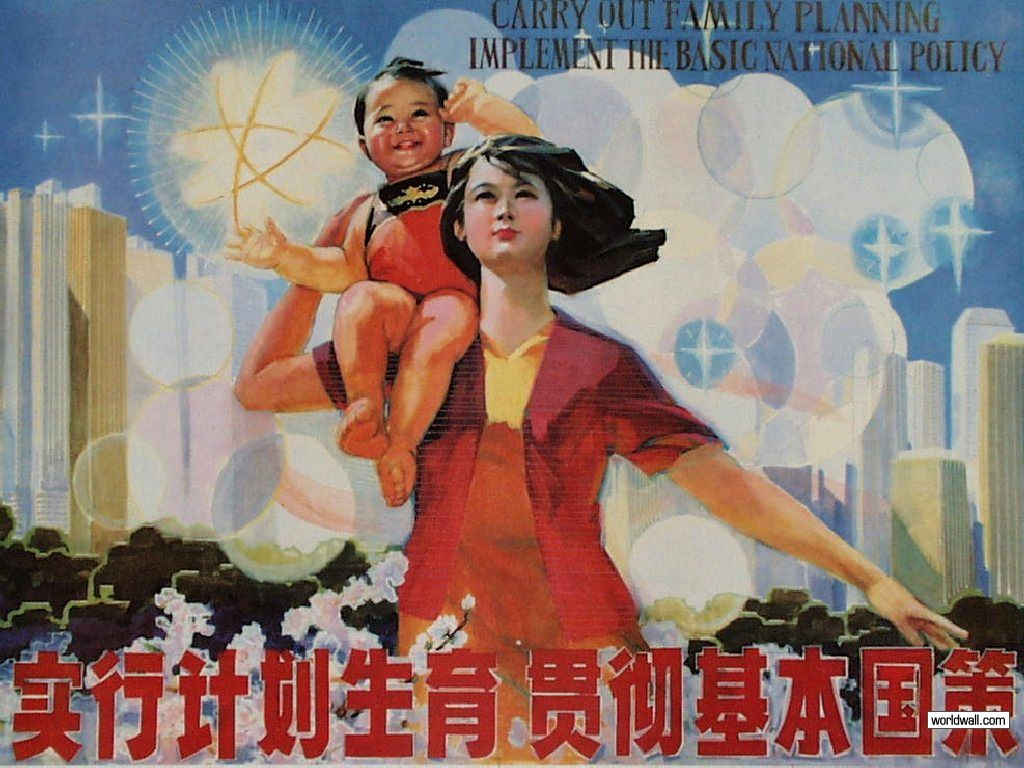 CARRY OUT FAMILY PLANNING
IMPLEMENT THE BASIC NATIONAL POLICY
实行计划生育 贯彻基本国策
worldwall.com